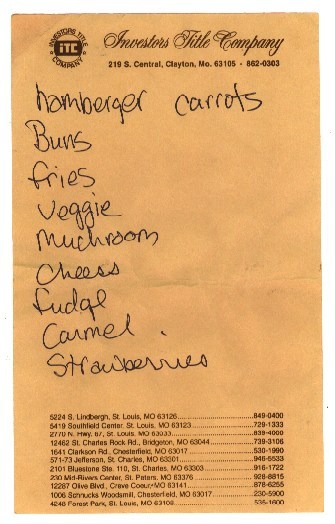 INVESTORS TITLE
ITC
COMPANY
Investors Title Company
219 S. Central, Clayton, Mo. 63105 • 862-0303
hamberger carrots
Buns
fries
Veggie
Muchroom
Cheess
fudge
Carmel
Strawberries
5224 S. Lindbergh, St. Louis, MO 63126 849-0400
5419 Southfield Center, St. Louis, MO 63123 729-1333
2770 N. Hwy. 67, St. Louis, MO 63033 839-4000
12462 St. Charles Rock Rd., Bridgeton, MO 63044 739-3106
1641 Clarkson Rd., Chesterfield, MO 63017 530-1990
571-73 Jefferson, St. Charles, MO 63301 946-5533
2101 Bluestone Ste. 110, St. Charles, MO 63303 916-1722
230 Mid-Rivers Center, St. Peters, MO 63376 928-8815
12287 Olive Blvd., Creve Coeur, MO 63141 878-6255
1006 Schnucks Woodsmill, Chesterfield, MO 63017 230-5900
4248 Forest Park, St. Louis, MO 63108 535-1600